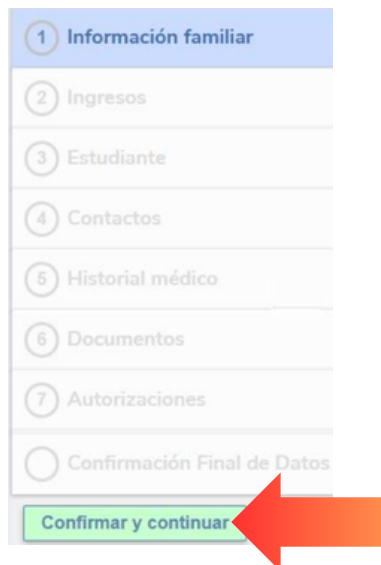 1 Información familiar
2 Ingresos
3 Estudiante
4 Contactos
5 Historial médico
6 Documentos
7 Autorizaciones
Confirmación Final de Datos
Confirmar y continuar